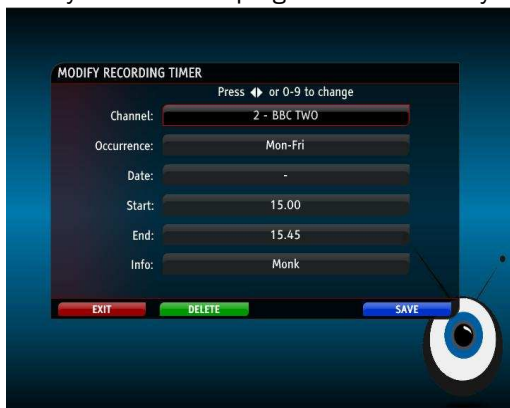 MODIFY RECORDING TIMER
Press ◀▶ or 0-9 to change
Channel: 2 - BBC TWO
Occurrence: Mon-Fri
Date: -
Start: 15.00
End: 15.45
Info: Monk
EXIT DELETE SAVE